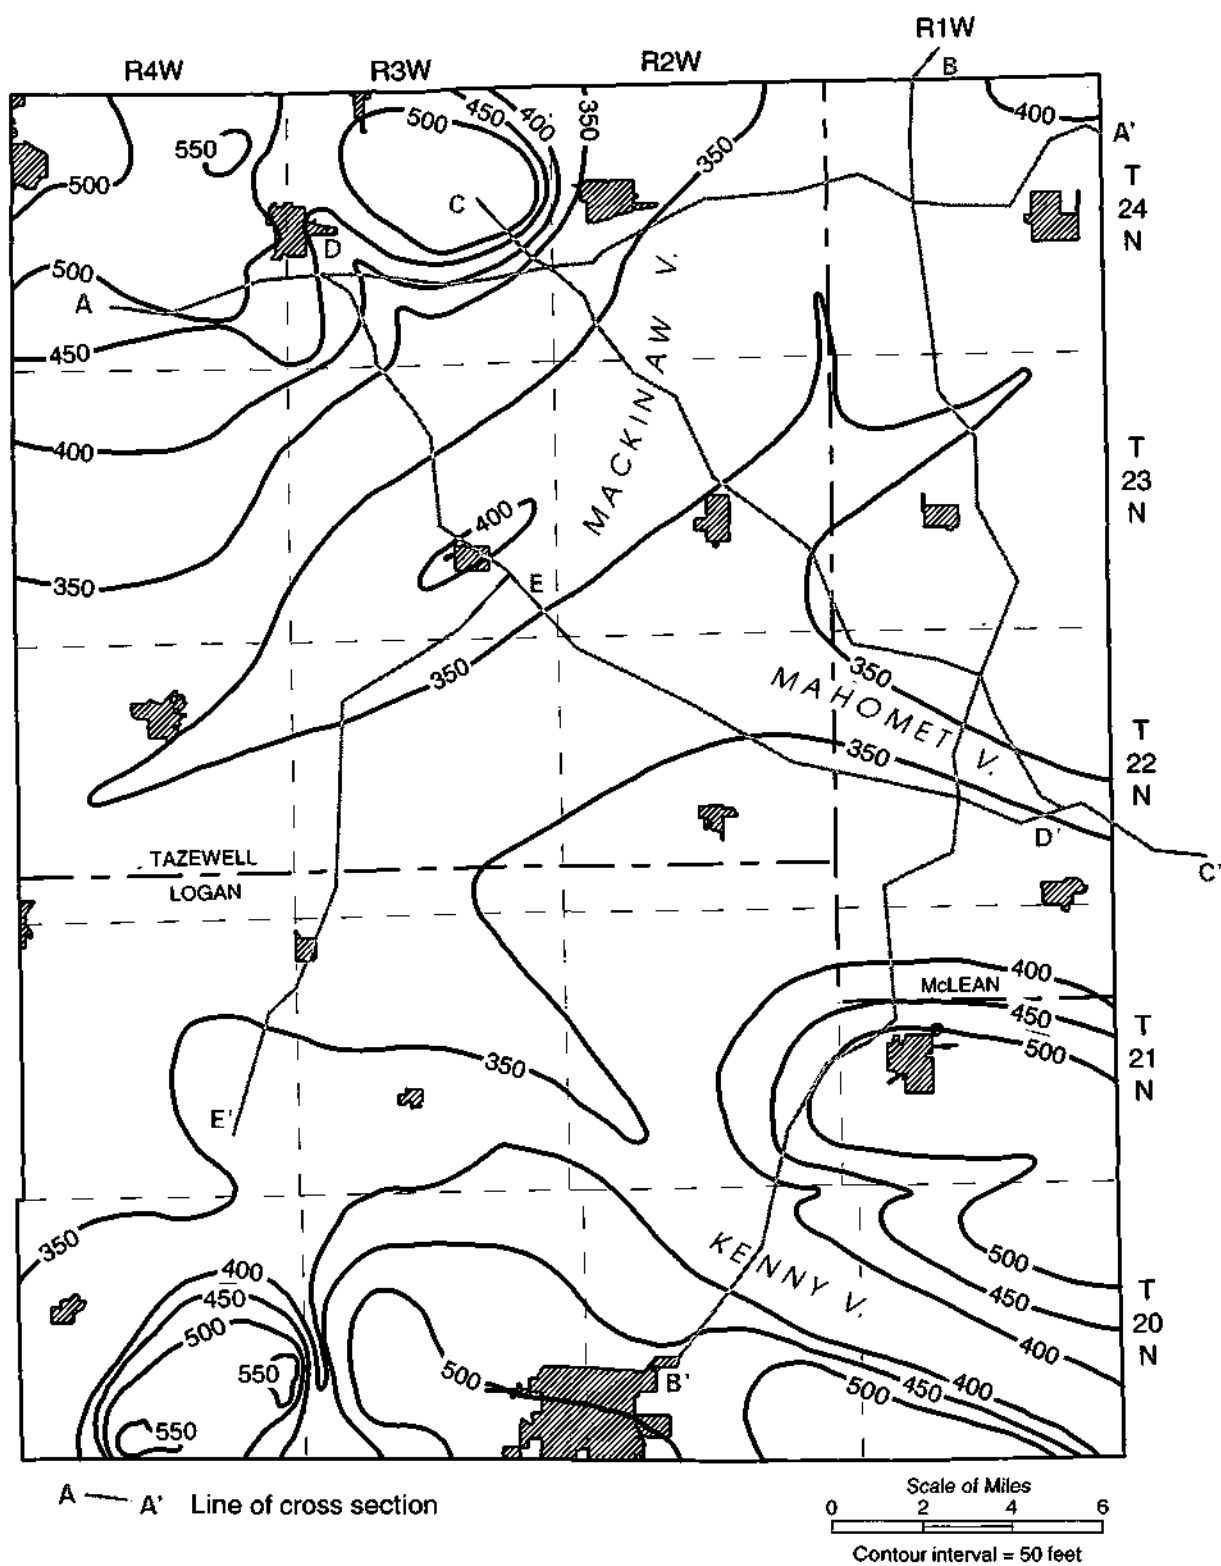 R1W
R4W
R3W
R2W
B
450
400
500
350
400
A'
550
350
500
T
24
N
C
D
MACKINAW V.
500
A
450
400
T
23
N
400
350
E
350
350
MAHOMET V.
350
T
22
N
D'
C'
TAZEWELL
LOGAN
400
McLEAN
450
500
T
21
N
350
E'
KENNY V.
350
400
450
500
500
450
400
T
20
N
550
500
B'
500
450
400
550
A — A' Line of cross section
Scale of Miles
0 2 4 6
Contour interval = 50 feet